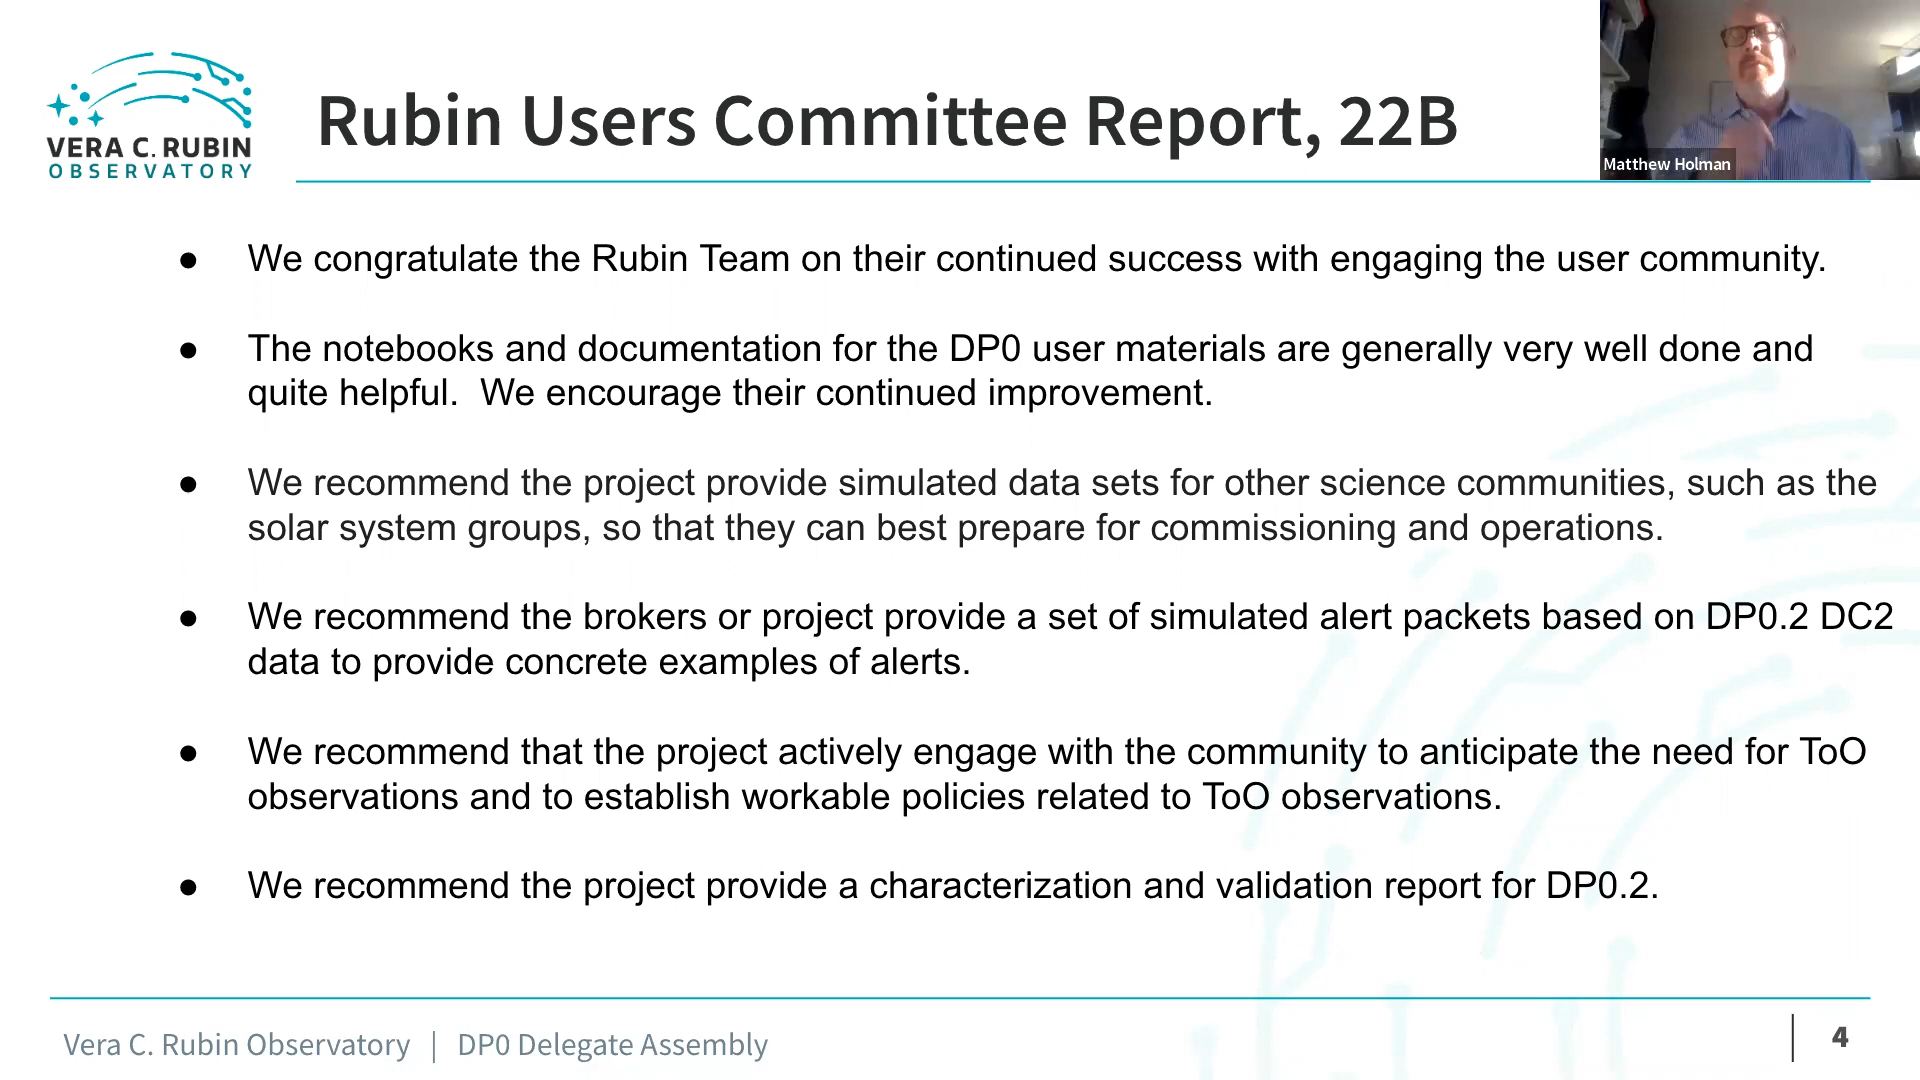 VERA C. RUBIN
OBSERVATORY
Rubin Users Committee Report, 22B
Matthew Holman
● We congratulate the Rubin Team on their continued success with engaging the user community.
● The notebooks and documentation for the DP0 user materials are generally very well done and
quite helpful.  We encourage their continued improvement.
● We recommend the project provide simulated data sets for other science communities, such as the
solar system groups, so that they can best prepare for commissioning and operations.
● We recommend the brokers or project provide a set of simulated alert packets based on DP0.2 DC2
data to provide concrete examples of alerts.
● We recommend that the project actively engage with the community to anticipate the need for ToO
observations and to establish workable policies related to ToO observations.
● We recommend the project provide a characterization and validation report for DP0.2.
Vera C. Rubin Observatory | DP0 Delegate Assembly
4